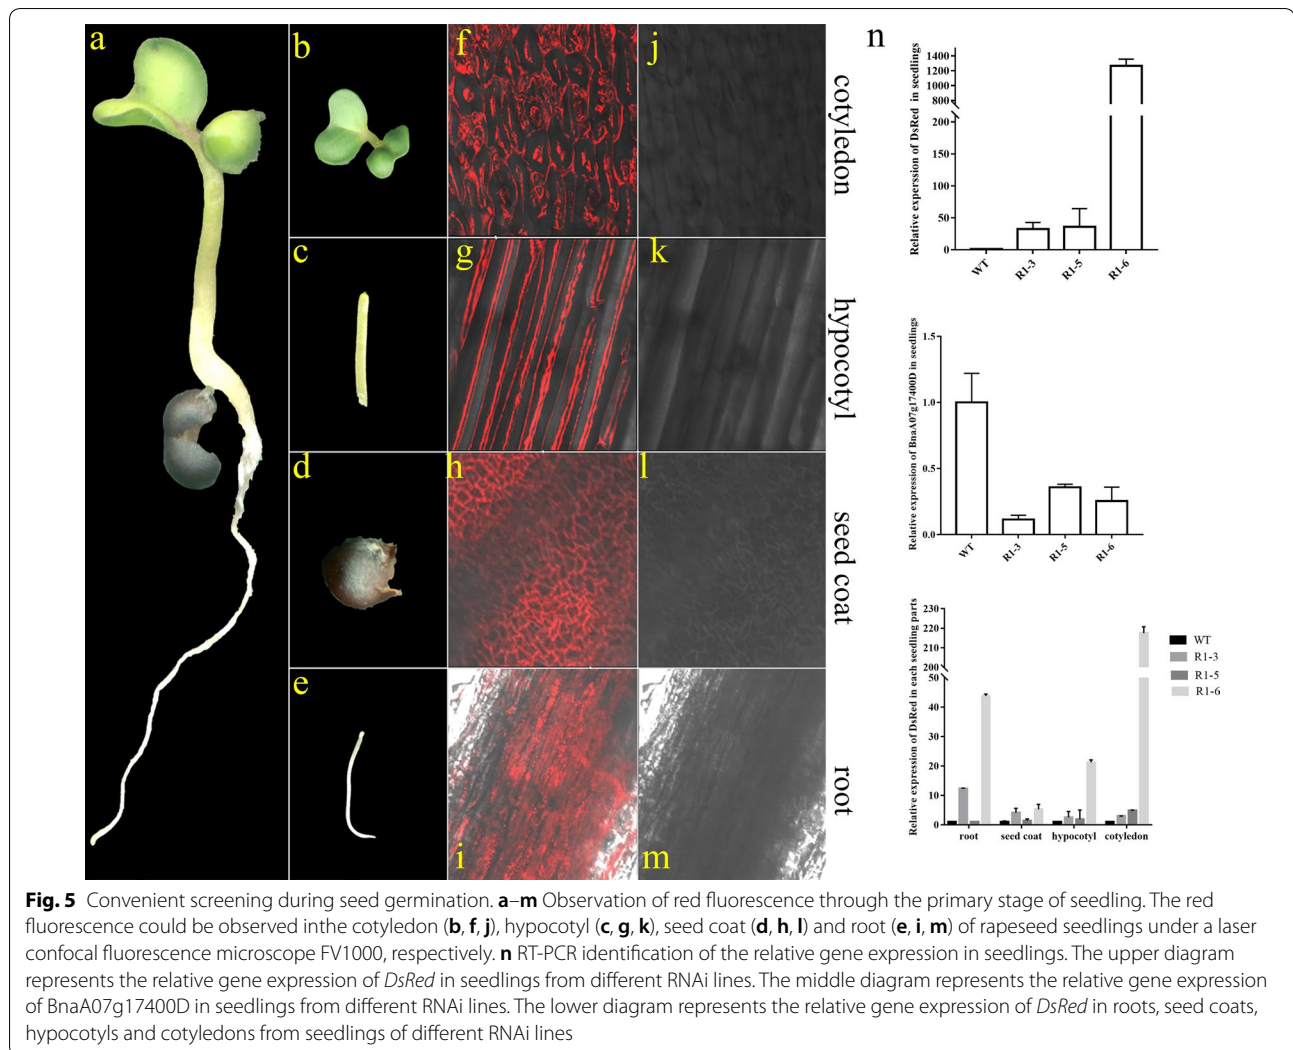 a
b
f
j
cotyledon
c
g
k
hypocotyl
d
h
l
seed coat
e
i
m
root
n
Relative experssion of DsRed in seedlings
1400
1200
1000
800
200
150
100
50
0
WT
R1-3
R1-5
R1-6
Relative expression of BnaA07g17400D in seedlings
1.5
1.0
0.5
0.0
WT
R1-3
R1-5
R1-6
Relative expression of DsRed in each seedling parts
230
220
210
200
50
40
30
20
10
0
root
seed coat
hypocotyl
cotyledon
WT
R1-3
R1-5
R1-6
Fig. 5 Convenient screening during seed germination. a–m Observation of red fluorescence through the primary stage of seedling. The red
fluorescence could be observed inthe cotyledon (b, f, j), hypocotyl (c, g, k), seed coat (d, h, l) and root (e, i, m) of rapeseed seedlings under a laser
confocal fluorescence microscope FV1000, respectively. n RT-PCR identification of the relative gene expression in seedlings. The upper diagram
represents the relative gene expression of DsRed in seedlings from different RNAi lines. The middle diagram represents the relative gene expression
of BnaA07g17400D in seedlings from different RNAi lines. The lower diagram represents the relative gene expression of DsRed in roots, seed coats,
hypocotyls and cotyledons from seedlings of different RNAi lines